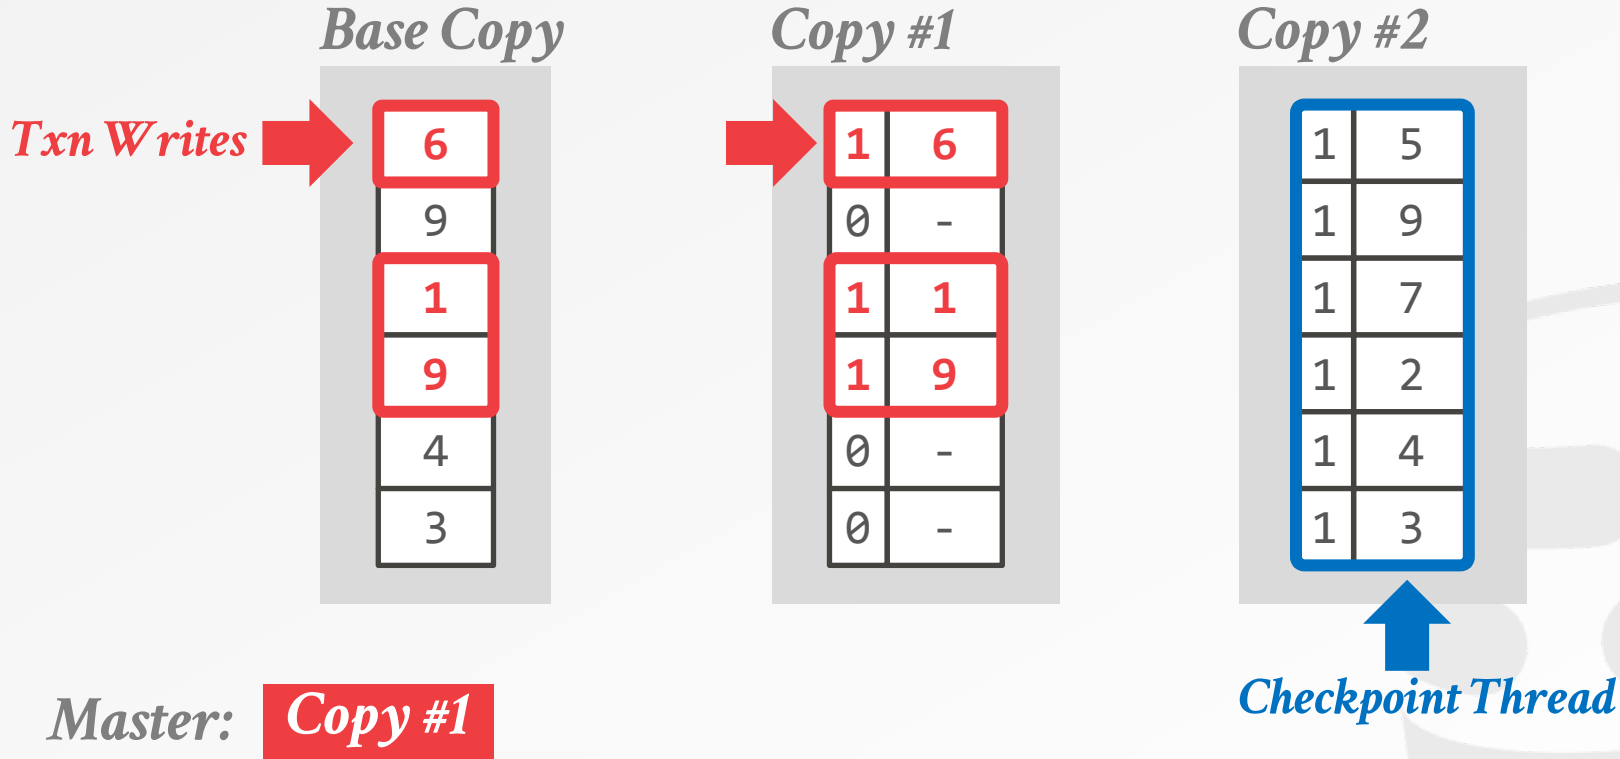 Base Copy Copy #1 Copy #2
Txn Writes 6 1 6 1 5
9 0 - 1 9
1 1 1 1 7
9 1 9 1 2
4 0 - 1 4
3 0 - 1 3
Checkpoint Thread
Master: Copy #1